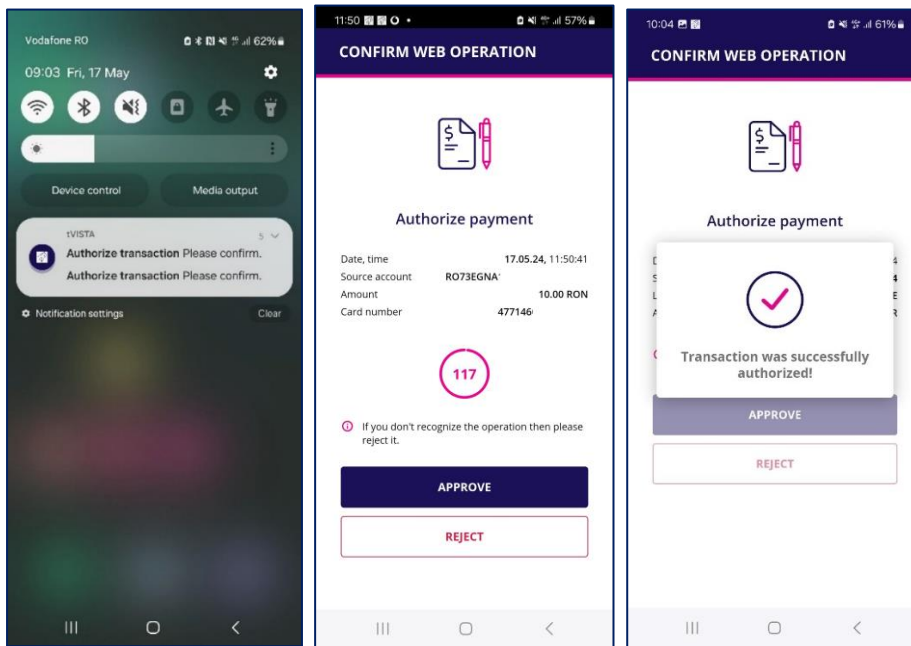 Vodafone RO 62%
09:03 Fri, 17 May
Device control Media output
tVISTA 5
Authorize transaction Please confirm.
Authorize transaction Please confirm.
Notification settings Clear
11:50 57%
CONFIRM WEB OPERATION
$
Authorize payment
Date, time 17.05.24, 11:50:41
Source account RO73EGNA
Amount 10.00 RON
Card number 477146
117
If you don't recognize the operation then please
reject it.
APPROVE
REJECT
10:04 61%
CONFIRM WEB OPERATION
$
Authorize payment
Transaction was successfully
authorized!
APPROVE
REJECT